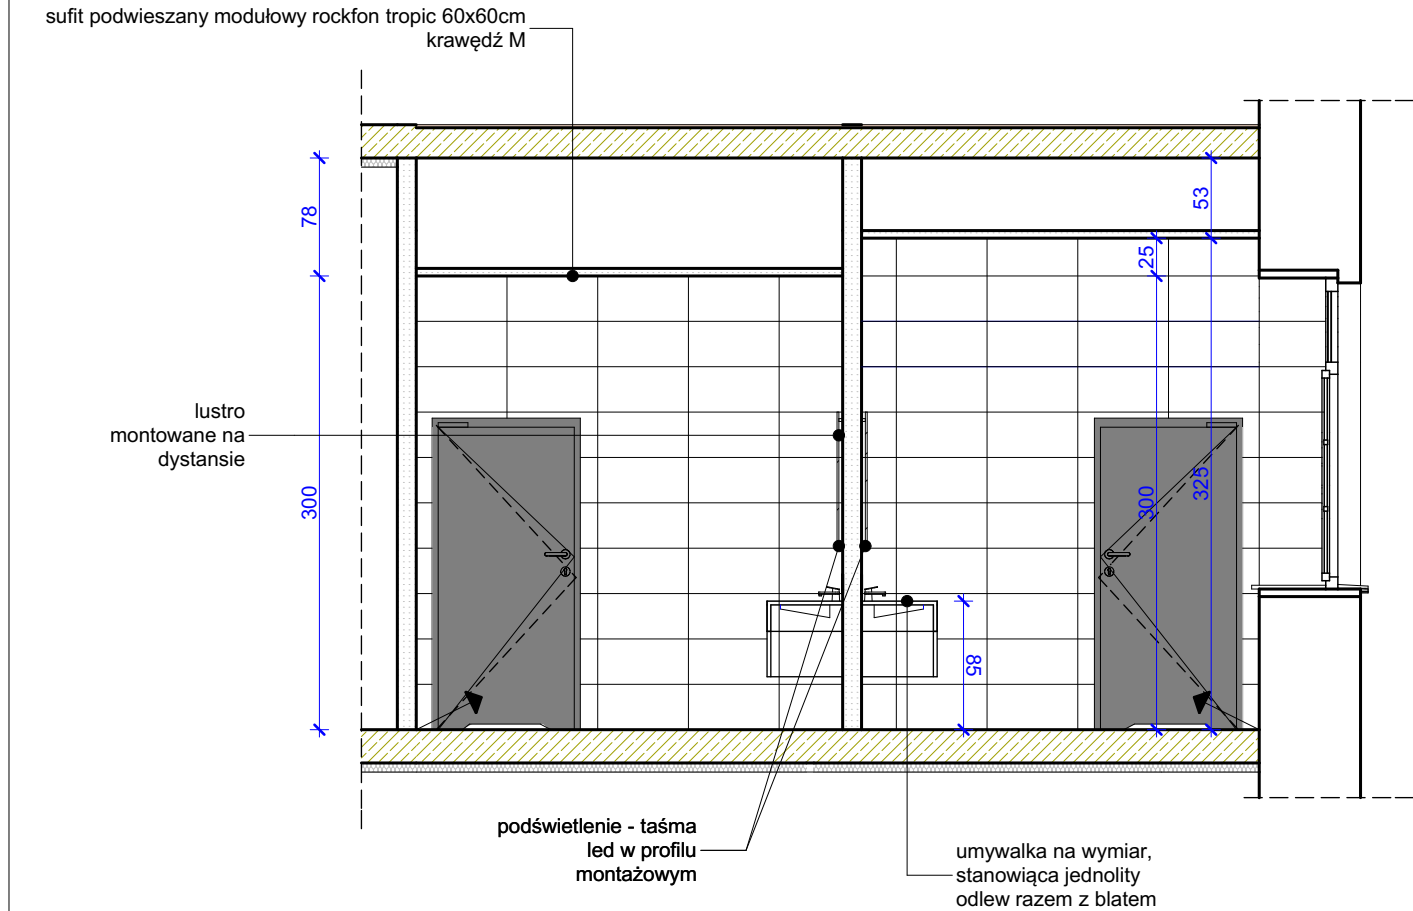 sufit podwieszany modułowy rockfon tropic 60x60cm
krawędź M
78
53
25
lustro
montowane na
dystansie
300
300
325
85
podświetlenie - taśma
led w profilu
montażowym
umywalka na wymiar,
stanowiąca jednolity
odlew razem z blatem